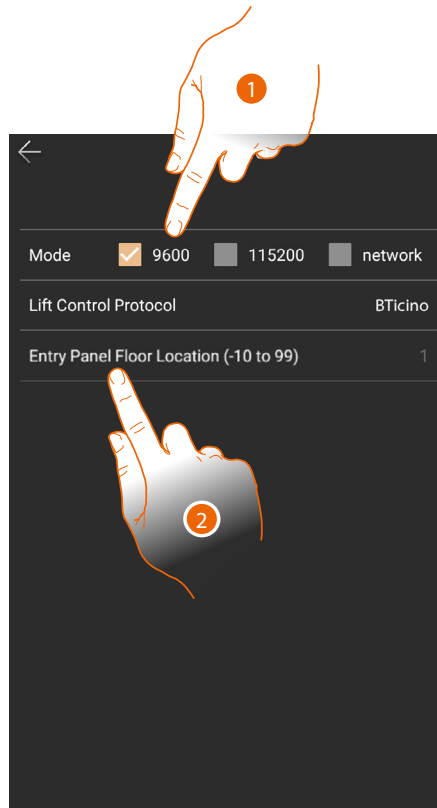 1
Mode 9600 115200 network
Lift Control Protocol BTicino
Entry Panel Floor Location (-10 to 99) 1
2